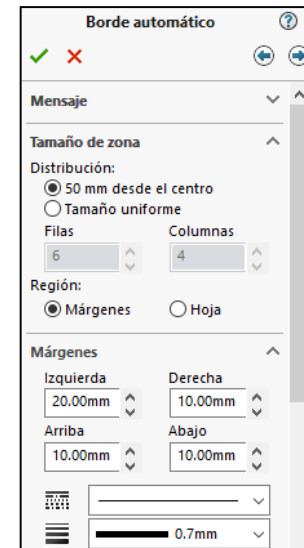 Borde automático
Mensaje
Tamaño de zona
Distribución:
50 mm desde el centro
Tamaño uniforme
Filas Columnas
6 4
Región:
Márgenes Hoja
Márgenes
Izquierda Derecha
20.00mm 10.00mm
Arriba Abajo
10.00mm 10.00mm
0.7mm